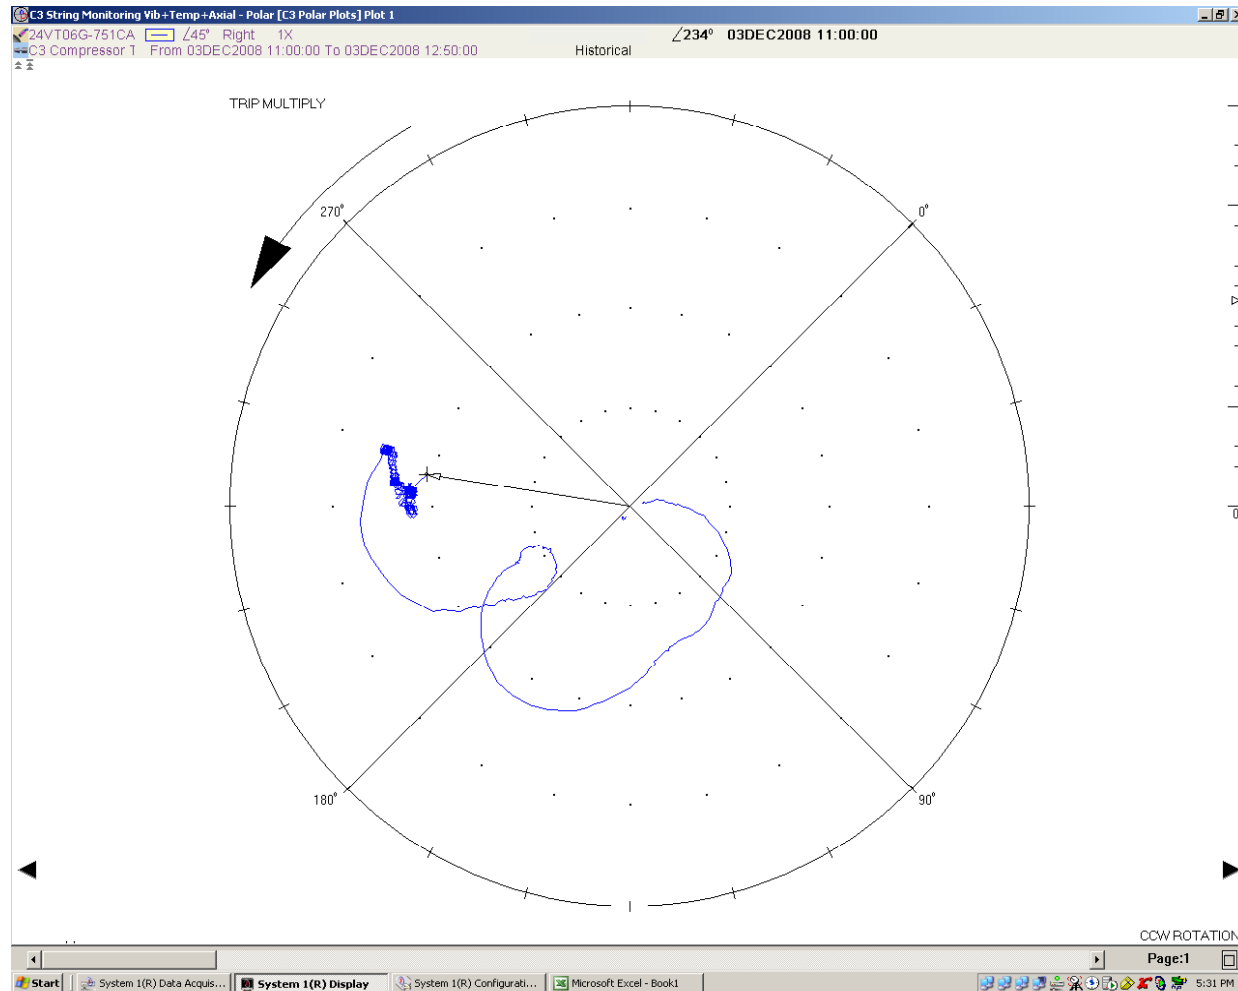 C3 String Monitoring Vib+Temp+Axial - Polar [C3 Polar Plots] Plot 1
24VT06G-751CA ∠45° Right 1X ∠234° 03DEC2008 11:00:00
C3 Compressor T From 03DEC2008 11:00:00 To 03DEC2008 12:50:00 Historical
TRIP MULTIPLY
270°
0°
0
180°
90°
CCW ROTATION
Page:1
Start System 1(R) Data Acquis... System 1(R) Display System 1(R) Configurati... Microsoft Excel - Book1 5:31 PM